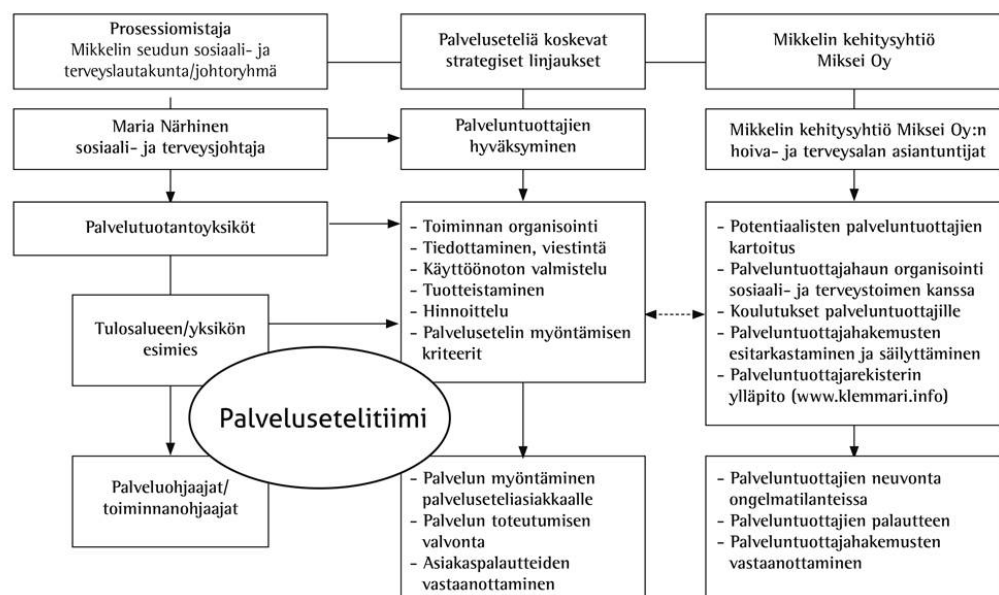 Prosessiomistaja
Mikkelin seudun sosiaali- ja
terveyslautakunta/johtoryhmä
Palveluseteliä koskevat
strategiset linjaukset
Mikkelin kehitysyhtiö
Miksei Oy
Maria Närhinen
sosiaali- ja terveysjohtaja
Palveluntuottajien
hyväksyminen
Mikkelin kehitysyhtiö Miksei Oy:n
hoiva- ja terveysalan asiantuntijat
Palvelutuotantoyksiköt
- Toiminnan organisointi
- Tiedottaminen, viestintä
- Käyttöönoton valmistelu
- Tuotteistaminen
- Hinnoittelu
- Palvelusetelin myöntämisen
kriteerit
- Potentiaalisten palveluntuottajien
kartoitus
- Palveluntuottajahaun organisointi
sosiaali- ja terveystoimen kanssa
- Koulutukset palveluntuottajille
- Palveluntuottajahakemusten
esitarkastaminen ja säilyttäminen
- Palveluntuottajarekisterin
ylläpito (www.klemmari.info)
Tulosalueen/yksikön
esimies
Palvelusetelitiimi
Palveluohjaajat/
toiminnanohjaajat
- Palvelun myöntäminen
palveluseteliasiakkaalle
- Palvelun toteutumisen
valvonta
- Asiakaspalautteiden
vastaanottaminen
- Palveluntuottajien neuvonta
ongelmatilanteissa
- Palveluntuottajien palautteen
- Palveluntuottajahakemusten
vastaanottaminen